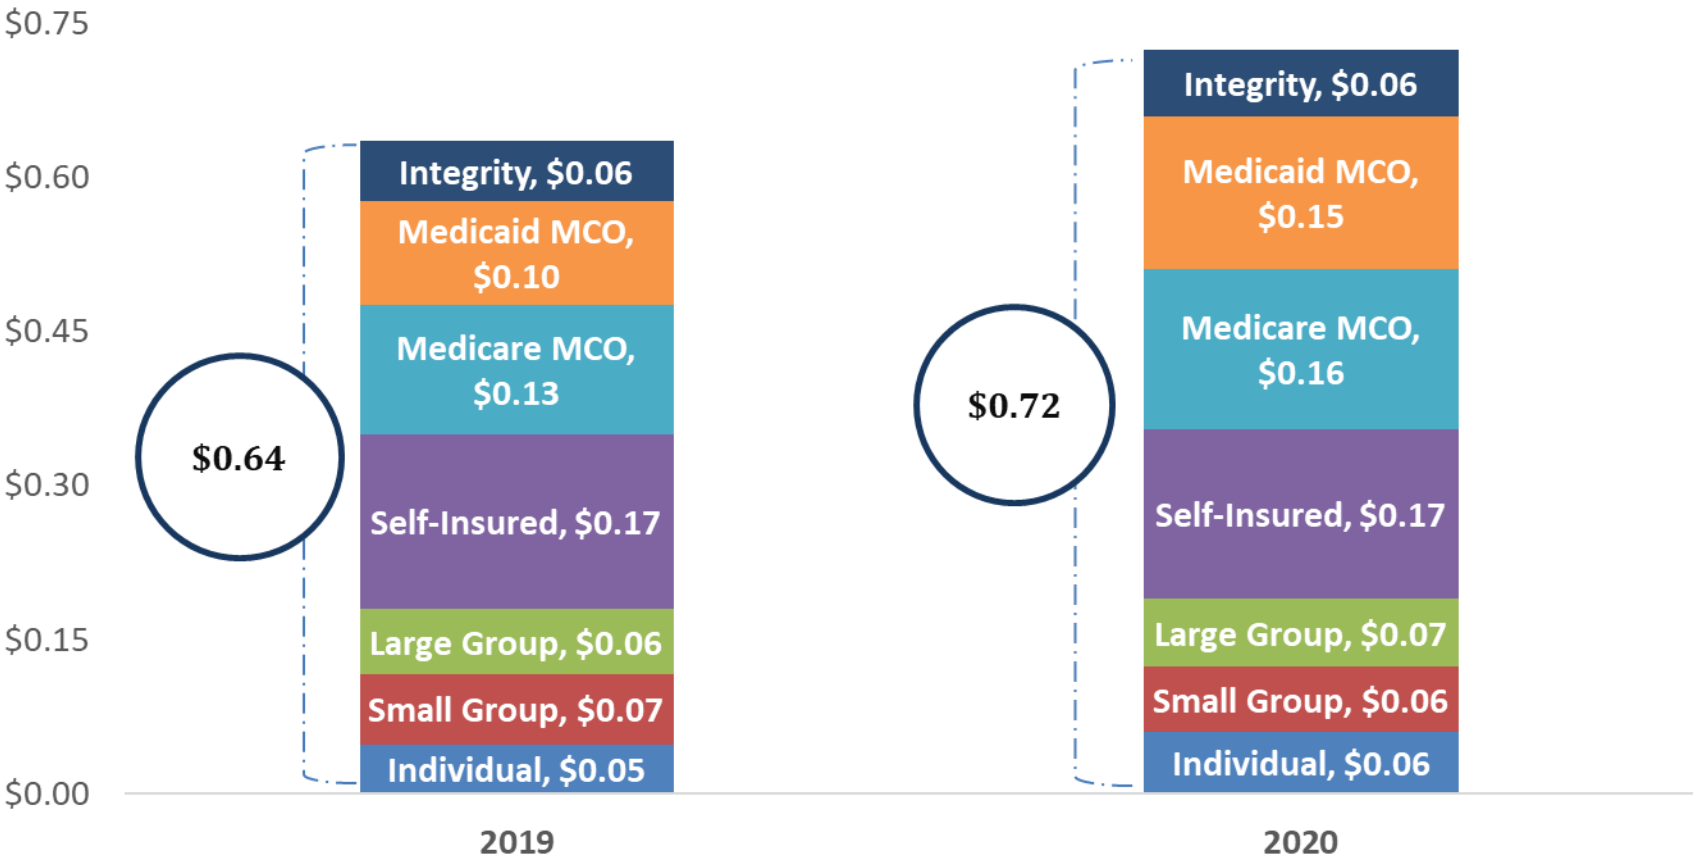 $0.75
$0.60
$0.45
$0.30
$0.15
$0.00
$0.64
Integrity, $0.06
Medicaid MCO,
$0.10
Medicare MCO,
$0.13
Self-Insured, $0.17
Large Group, $0.06
Small Group, $0.07
Individual, $0.05
2019
$0.72
Integrity, $0.06
Medicaid MCO,
$0.15
Medicare MCO,
$0.16
Self-Insured, $0.17
Large Group, $0.07
Small Group, $0.06
Individual, $0.06
2020